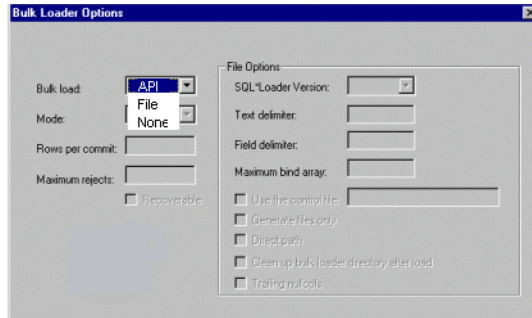 Bulk Loader Options
Bulk load:
API
File
None
Mode:
Rows per commit:
Maximum rejects:
Recoverable
File Options
SQL*Loader Version:
Text delimiter:
Field delimiter:
Maximum bind array:
Use the control file:
Generate files only
Direct path
Clean up bulk loader directory after load
Trailing nullcols